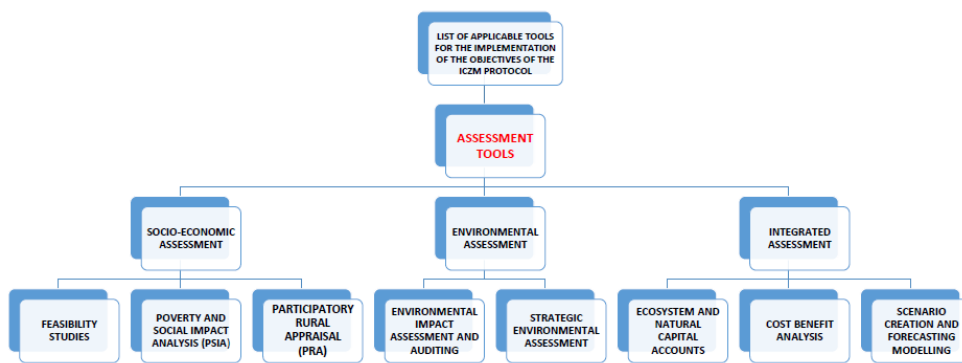 LIST OF APPLICABLE TOOLS
FOR THE IMPLEMENTATION
OF THE OBJECTIVES OF THE
ICZM PROTOCOL
ASSESSMENT
TOOLS
SOCIO-ECONOMIC
ASSESSMENT
ENVIRONMENTAL
ASSESSMENT
INTEGRATED
ASSESSMENT
FEASIBILITY
STUDIES
POVERTY AND
SOCIAL IMPACT
ANALYSIS (PSIA)
PARTICIPATORY
RURAL
APPRAISAL
(PRA)
ENVIRONMENTAL
IMPACT
ASSESSMENT AND
AUDITING
STRATEGIC
ENVIRONMENTAL
ASSESSMENT
ECOSYSTEM AND
NATURAL
CAPITAL
ACCOUNTS
COST BENEFIT
ANALYSIS
SCENARIO
CREATION AND
FORECASTING
MODELLING